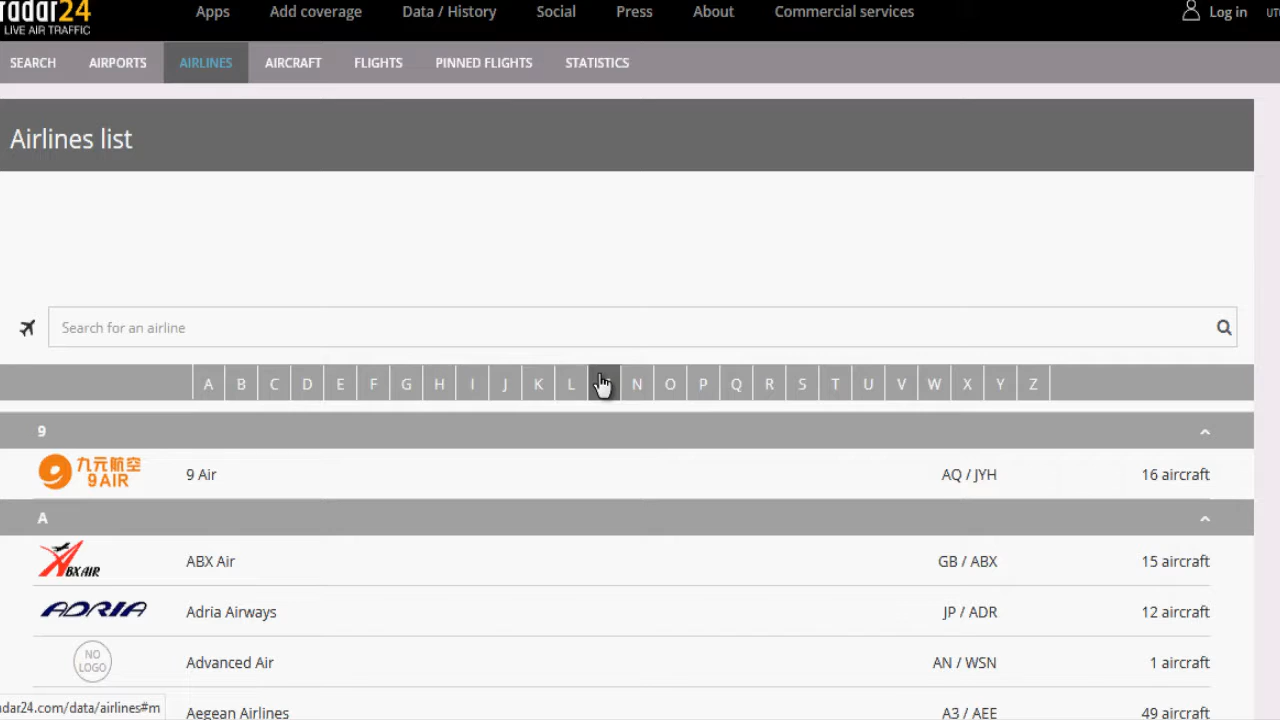 radar24
LIVE AIR TRAFFIC
Apps Add coverage Data / History Social Press About Commercial services Log in
SEARCH AIRPORTS AIRLINES AIRCRAFT FLIGHTS PINNED FLIGHTS STATISTICS
Airlines list
Search for an airline
A B C D E F G H I J K L N O P Q R S T U V W X Y Z
9
九元航空
9AIR
9 Air AQ / JYH 16 aircraft
A
ABX AIR
ABX Air GB / ABX 15 aircraft
ADRIA
Adria Airways JP / ADR 12 aircraft
NO
LOGO
Advanced Air AN / WSN 1 aircraft
Aegean Airlines A3 / AEE 49 aircraft
dar24.com/data/airlines#m